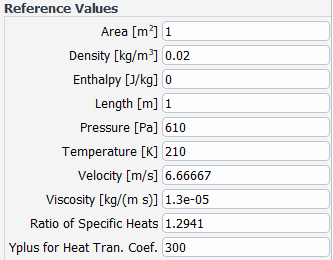 Reference Values
Area [m²] 1
Density [kg/m³] 0.02
Enthalpy [J/kg] 0
Length [m] 1
Pressure [Pa] 610
Temperature [K] 210
Velocity [m/s] 6.66667
Viscosity [kg/(m s)] 1.3e-05
Ratio of Specific Heats 1.2941
Yplus for Heat Tran. Coef. 300